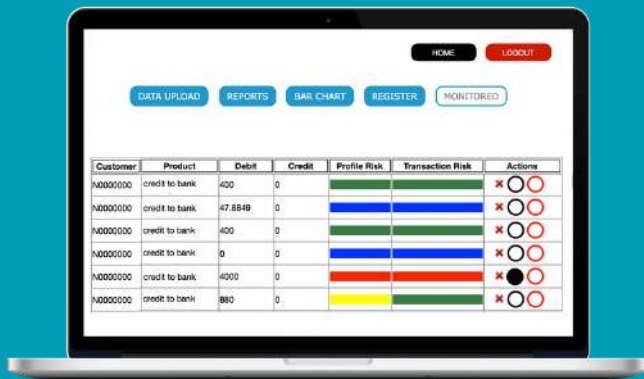 HOME LOGOUT
DATA UPLOAD REPORTS BAR CHART REGISTER MONITORED
Customer Product Debit Credit Profile Risk Transaction Risk Actions
N0000000 credit to bank 400 0
N0000000 credit to bank 47.6849 0
N0000000 credit to bank 400 0
N0000000 credit to bank 0 0
N0000000 credit to bank 4000 0
N0000000 credit to bank 880 0